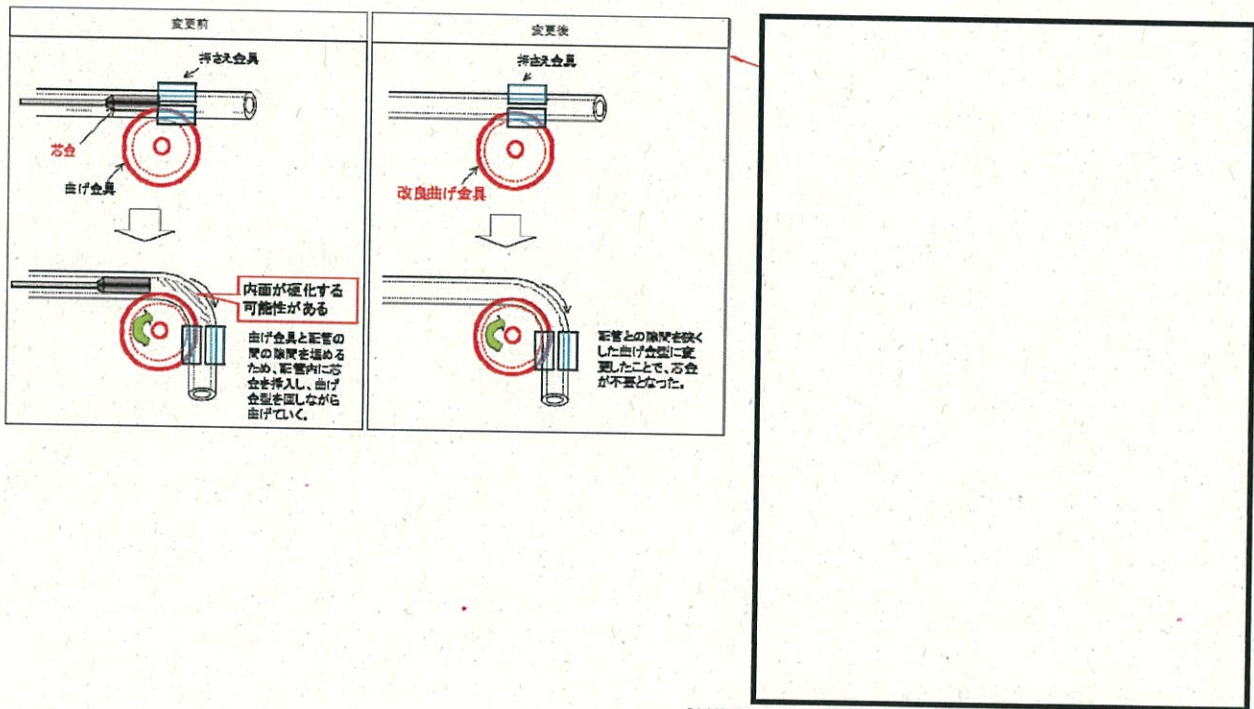 変更前
押さえ金具
芯金
曲げ金具
内面が硬化する
可能性がある
曲げ金具と配管の
間の隙間を埋める
ため、配管内に芯
金を挿入し、曲げ
金型を回しながら
曲げていく。
変更後
押さえ金具
改良曲げ金具
配管との隙間を狭く
した曲げ金型に変
更したことで、芯金
が不要となった。